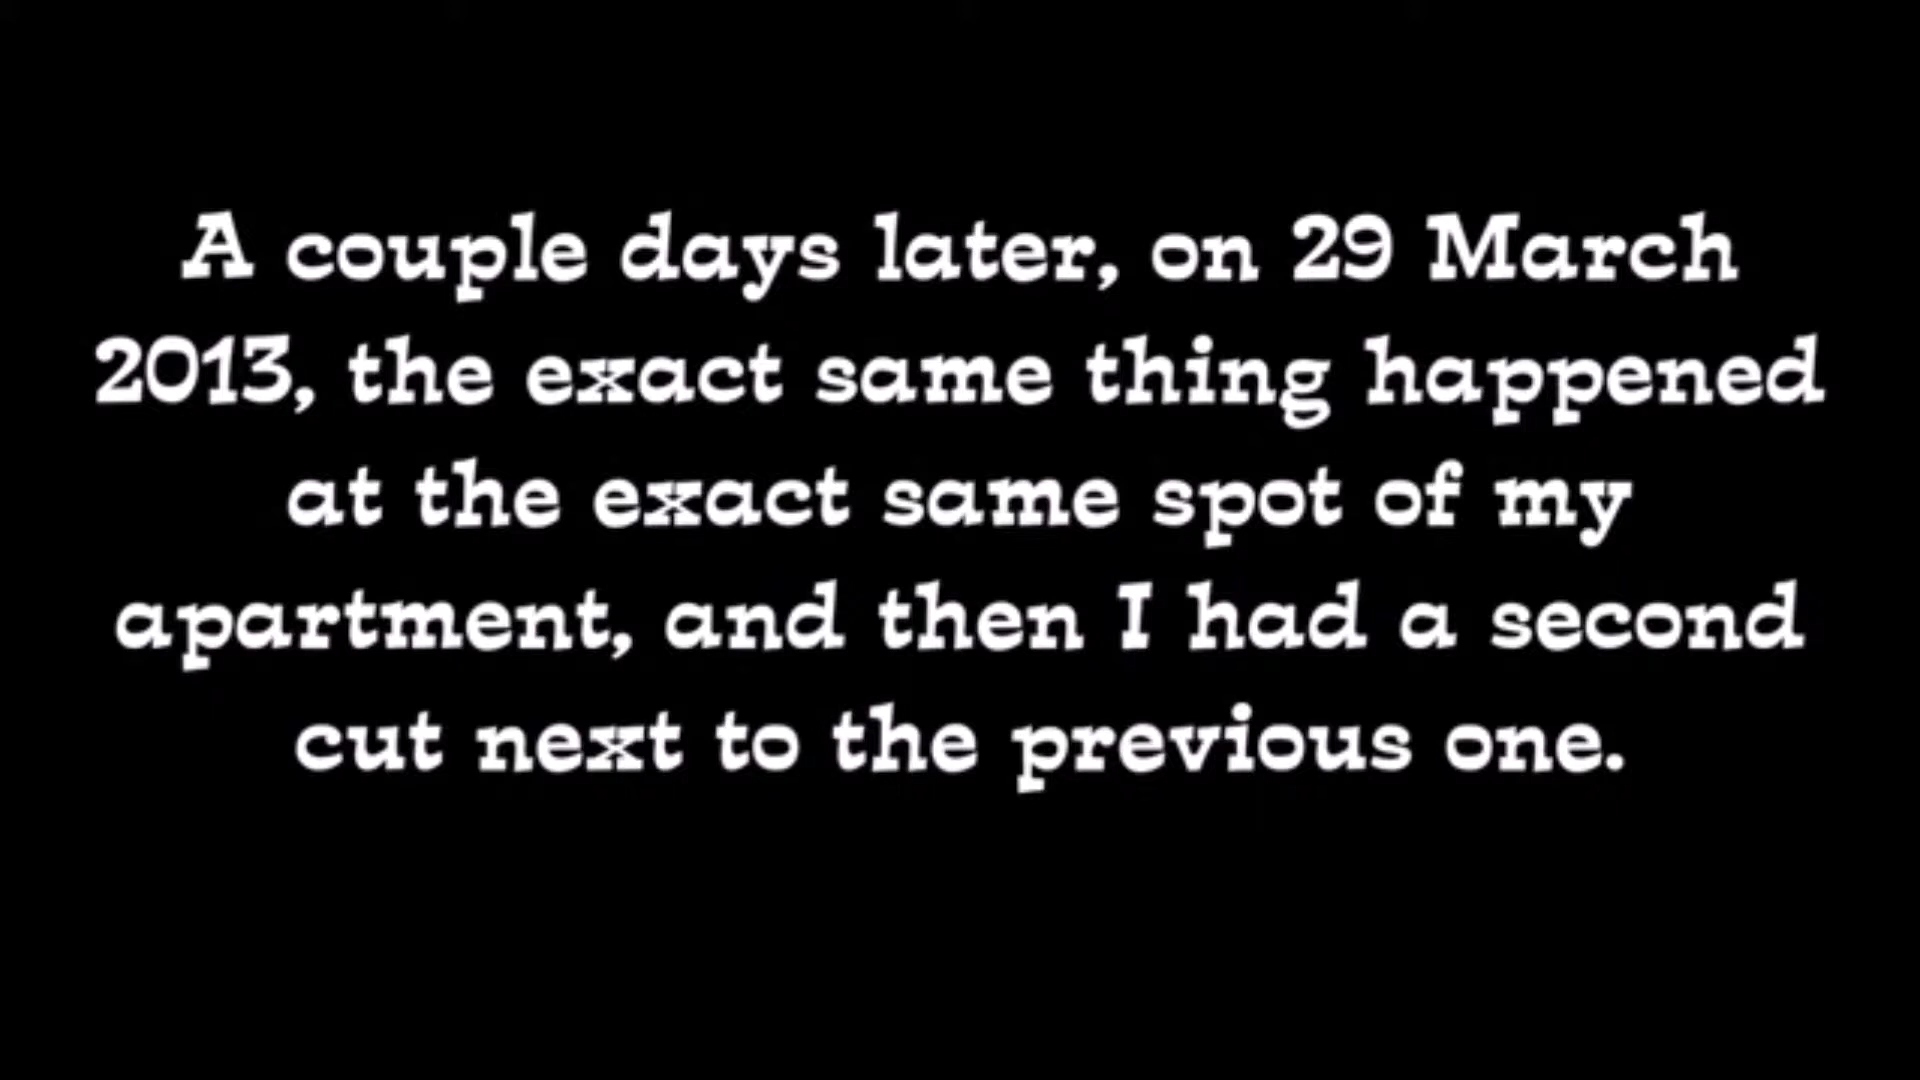 A couple days later, on 29 March
2013, the exact same thing happened
at the exact same spot of my
apartment, and then I had a second
cut next to the previous one.